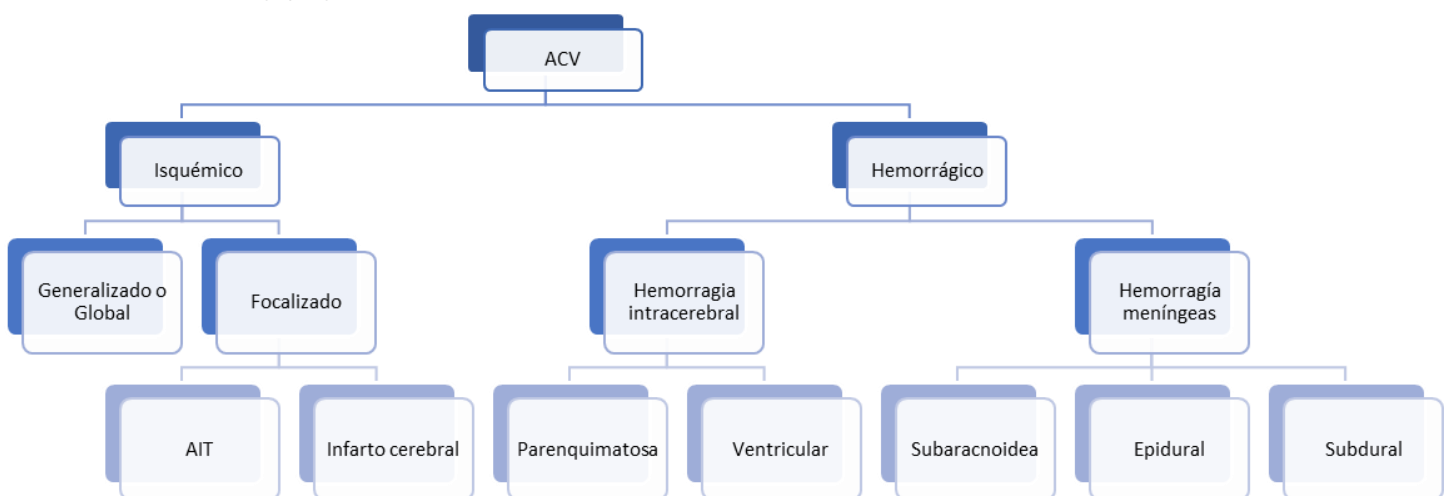 ACV
Isquémico
Hemorrágico
Generalizado o
Global
Focalizado
Hemorragia
intracerebral
Hemorragía
meníngeas
AIT
Infarto cerebral
Parenquimatosa
Ventricular
Subaracnoidea
Epidural
Subdural